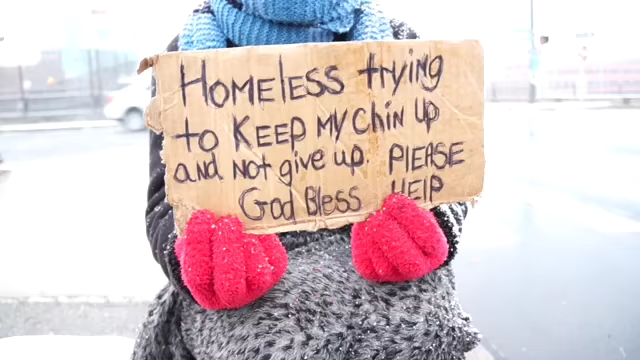 HOMELESS trying
to KEEP MY Chin Up
and Not give up. PlEASE
God Bless HElP